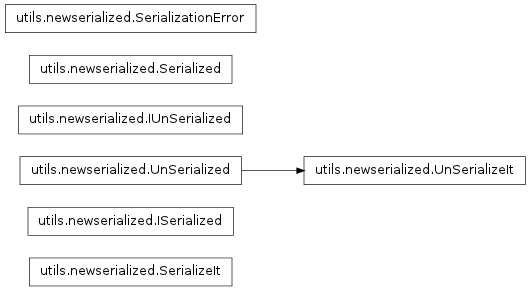 utils.newserialized.SerializationError
utils.newserialized.Serialized
utils.newserialized.IUnSerialized
utils.newserialized.UnSerialized
utils.newserialized.UnSerializeIt
utils.newserialized.ISerialized
utils.newserialized.SerializeIt